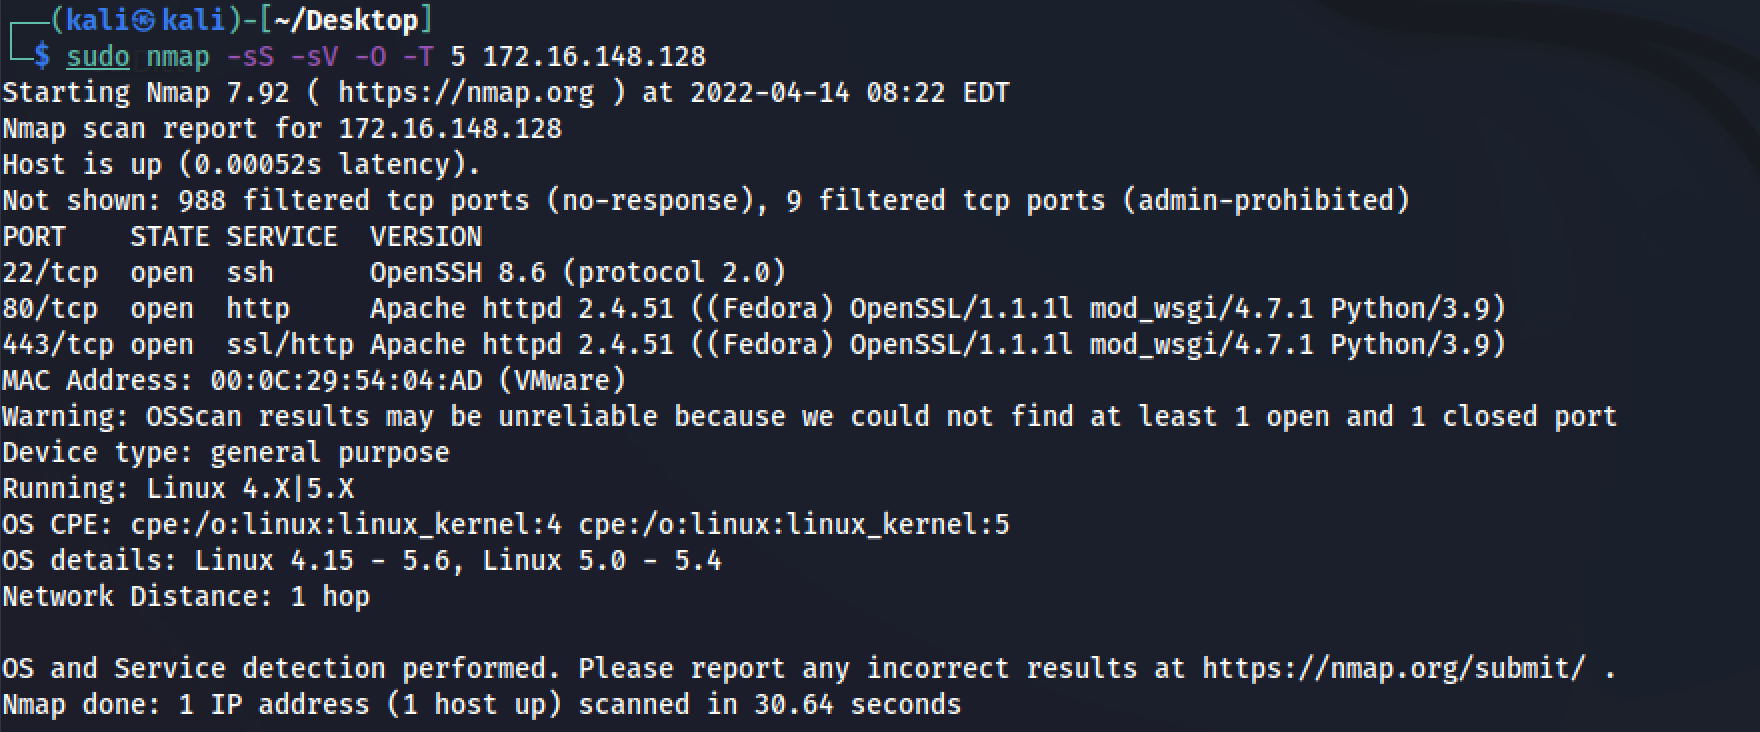 (kali㉿kali)-[~/Desktop]
$ sudo nmap -sS -sV -O -T 5 172.16.148.128
Starting Nmap 7.92 ( https://nmap.org ) at 2022-04-14 08:22 EDT
Nmap scan report for 172.16.148.128
Host is up (0.00052s latency).
Not shown: 988 filtered tcp ports (no-response), 9 filtered tcp ports (admin-prohibited)
PORT    STATE SERVICE  VERSION
22/tcp  open  ssh      OpenSSH 8.6 (protocol 2.0)
80/tcp  open  http     Apache httpd 2.4.51 ((Fedora) OpenSSL/1.1.1l mod_wsgi/4.7.1 Python/3.9)
443/tcp open  ssl/http Apache httpd 2.4.51 ((Fedora) OpenSSL/1.1.1l mod_wsgi/4.7.1 Python/3.9)
MAC Address: 00:0C:29:54:04:AD (VMware)
Warning: OSScan results may be unreliable because we could not find at least 1 open and 1 closed port
Device type: general purpose
Running: Linux 4.X|5.X
OS CPE: cpe:/o:linux:linux_kernel:4 cpe:/o:linux:linux_kernel:5
OS details: Linux 4.15 - 5.6, Linux 5.0 - 5.4
Network Distance: 1 hop
OS and Service detection performed. Please report any incorrect results at https://nmap.org/submit/ .
Nmap done: 1 IP address (1 host up) scanned in 30.64 seconds